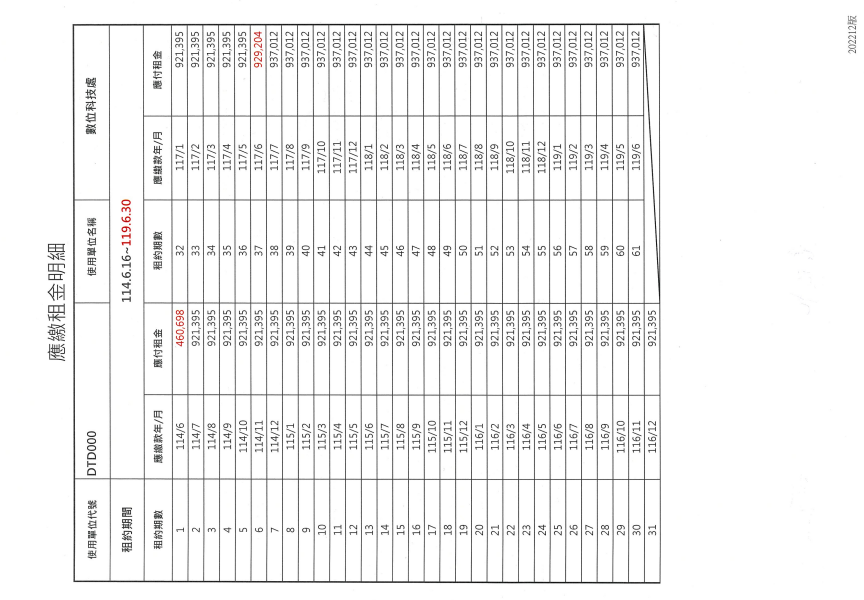 應繳租金明細
使用單位代號 DTD000 使用單位名稱 數位科技處
租約期間 114.6.16~119.6.30
租約期數 應繳款年/月 應付租金 租約期數 應繳款年/月 應付租金
1 114/6 460,698 32 117/1 921,395
2 114/7 921,395 33 117/2 921,395
3 114/8 921,395 34 117/3 921,395
4 114/9 921,395 35 117/4 921,395
5 114/10 921,395 36 117/5 921,395
6 114/11 921,395 37 117/6 929,204
7 114/12 921,395 38 117/7 937,012
8 115/1 921,395 39 117/8 937,012
9 115/2 921,395 40 117/9 937,012
10 115/3 921,395 41 117/10 937,012
11 115/4 921,395 42 117/11 937,012
12 115/5 921,395 43 117/12 937,012
13 115/6 921,395 44 118/1 937,012
14 115/7 921,395 45 118/2 937,012
15 115/8 921,395 46 118/3 937,012
16 115/9 921,395 47 118/4 937,012
17 115/10 921,395 48 118/5 937,012
18 115/11 921,395 49 118/6 937,012
19 115/12 921,395 50 118/7 937,012
20 116/1 921,395 51 118/8 937,012
21 116/2 921,395 52 118/9 937,012
22 116/3 921,395 53 118/10 937,012
23 116/4 921,395 54 118/11 937,012
24 116/5 921,395 55 118/12 937,012
25 116/6 921,395 56 119/1 937,012
26 116/7 921,395 57 119/2 937,012
27 116/8 921,395 58 119/3 937,012
28 116/9 921,395 59 119/4 937,012
29 116/10 921,395 60 119/5 937,012
30 116/11 921,395 61 119/6 937,012
31 116/12 921,395
202212版